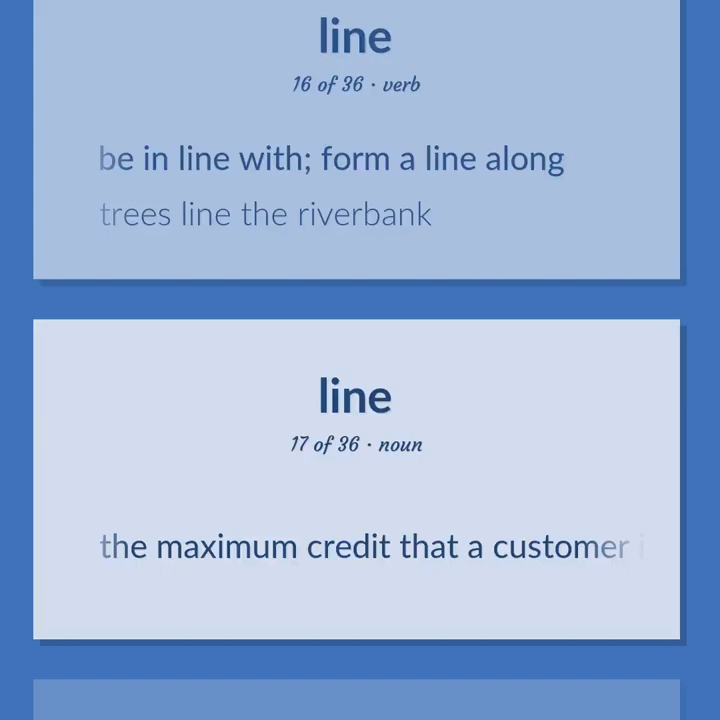 line
16 of 36 · verb
be in line with; form a line along
trees line the riverbank
line
17 of 36 · noun
the maximum credit that a customer